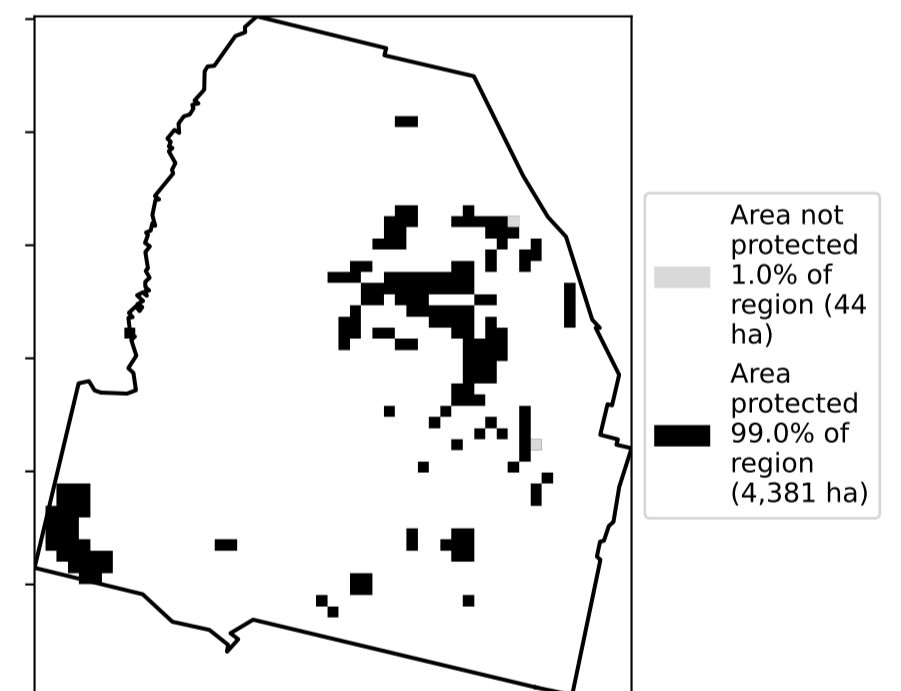 Area not
protected
1.0% of
region (44
ha)
Area
protected
99.0% of
region
(4,381 ha)